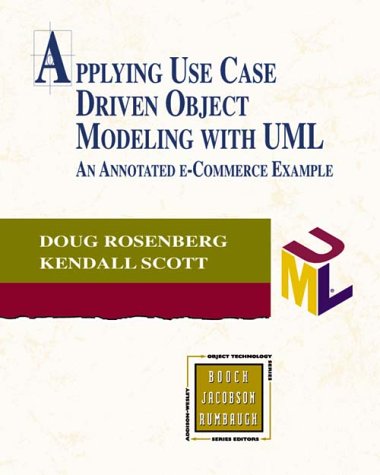 APPLYING USE CASE
DRIVEN OBJECT
MODELING WITH UML
AN ANNOTATED E-COMMERCE EXAMPLE
DOUG ROSENBERG
KENDALL SCOTT
UML®
OBJECT TECHNOLOGY
SERIES
ADDISON-WESLEY
BOOCH
JACOBSON
RUMBAUGH
SERIES EDITORS